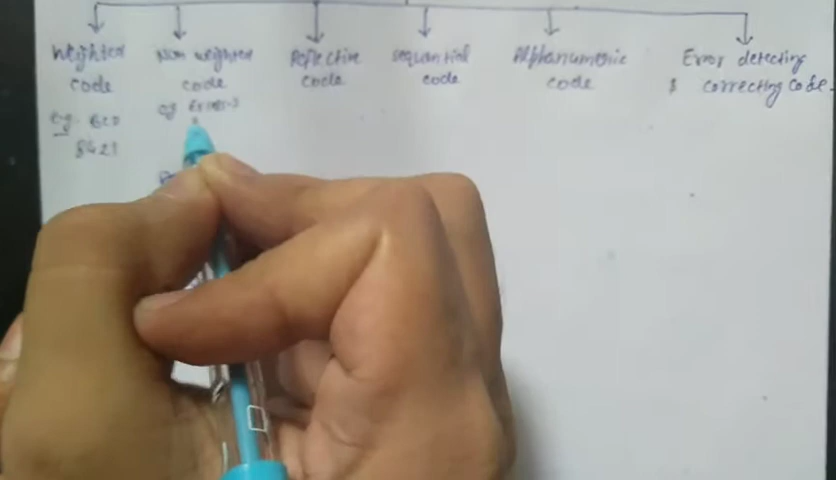 Weighted Non weighted Reflective sequential Alphanumeric Error detecting
code code code code code & correcting code.
eg. BCD eg Excess-3
8421